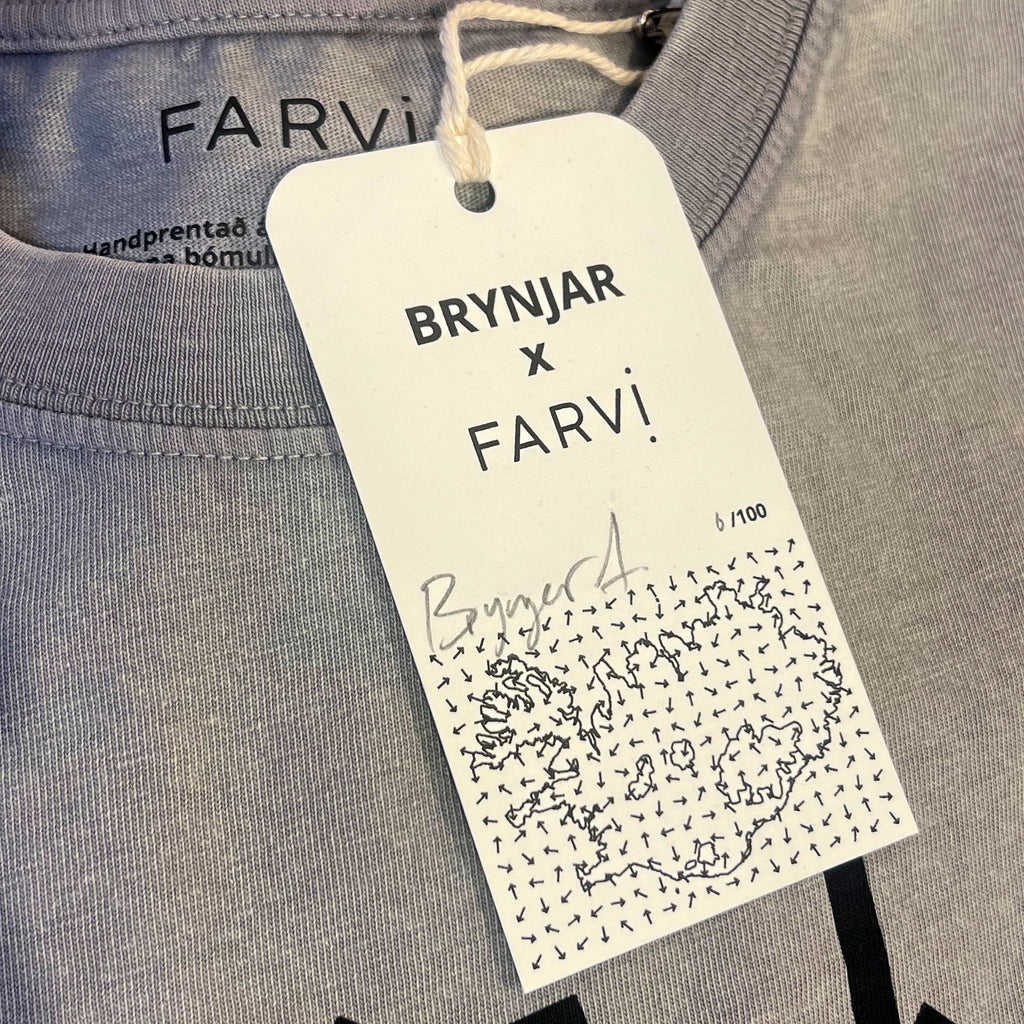 FARVi
Handprentað
BRYNJAR
x
FARVi
6/100